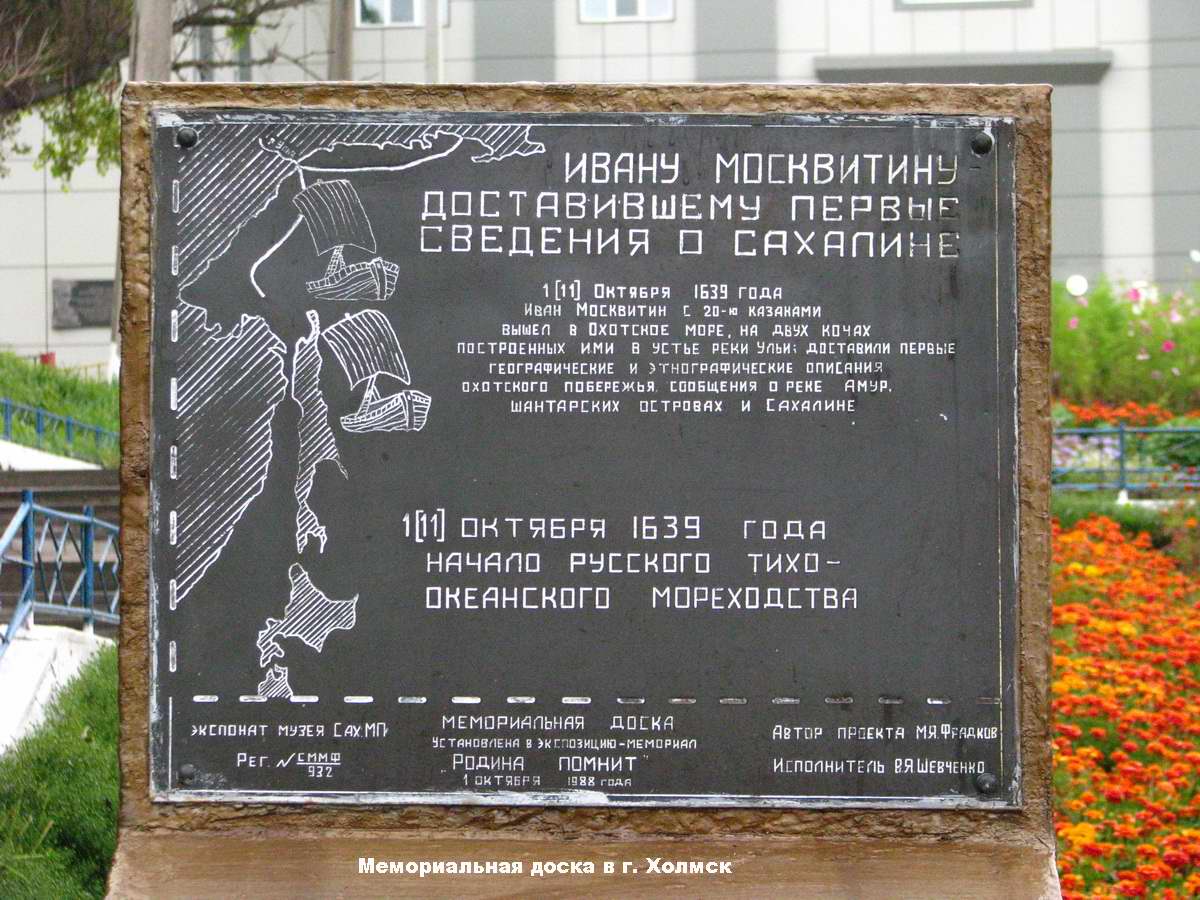 ИВАНУ МОСКВИТИНУ
ДОСТАВИВШЕМУ ПЕРВЫЕ
СВЕДЕНИЯ О САХАЛИНЕ
1 [11] Октября 1639 года
Иван Москвитин с 20-ю казаками
вышел в Охотское море, на двух кочах
построенных ими в устье реки Ульи; доставили первые
географические и этнографические описания
охотского побережья, сообщения о реке Амур,
шантарских островах и Сахалине
1 [11] ОКТЯБРЯ 1639 ГОДА
НАЧАЛО РУССКОГО ТИХО-
ОКЕАНСКОГО МОРЕХОДСТВА
экспонат музея Сах.МП
Рег. № СММФ/932
МЕМОРИАЛЬНАЯ ДОСКА
установлена в экспозицию-мемориал
"РОДИНА ПОМНИТ"
1 октября 1988 года
Автор проекта М.Я.Фрадков
Исполнитель В.Я.Шевченко
Мемориальная доска в г. Холмск